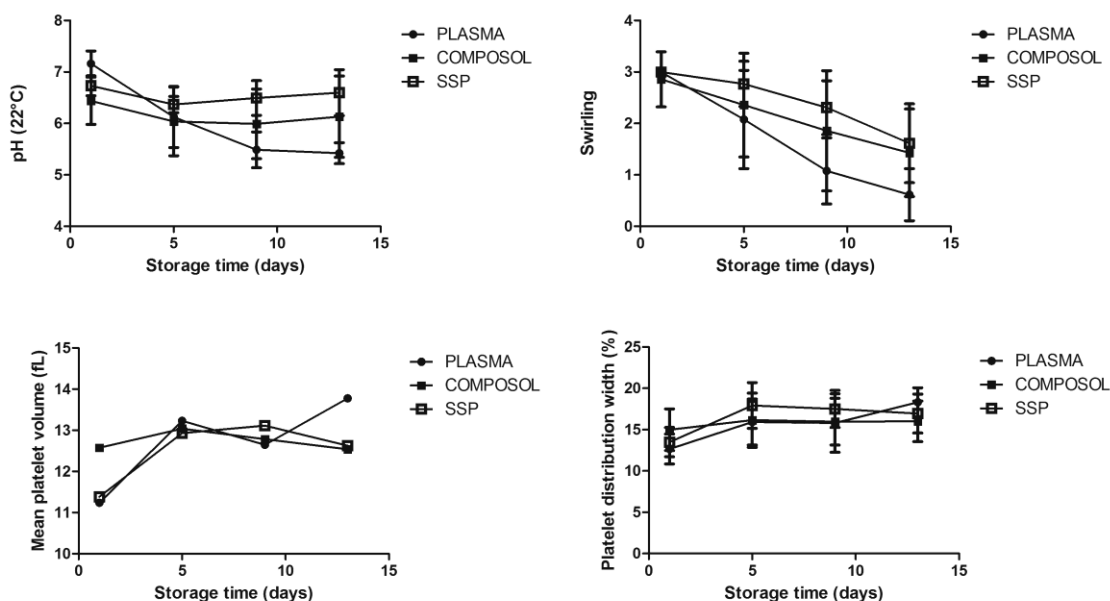 8
7
6
5
4
0
5
10
15
pH (22°C)
Storage time (days)
PLASMA
COMPOSOL
SSP
4
3
2
1
0
0
5
10
15
Swirling
Storage time (days)
PLASMA
COMPOSOL
SSP
15
14
13
12
11
10
0
5
10
15
Mean platelet volume (fL)
Storage time (days)
PLASMA
COMPOSOL
SSP
25
20
15
10
5
0
0
5
10
15
Platelet distribution width (%)
Storage time (days)
PLASMA
COMPOSOL
SSP